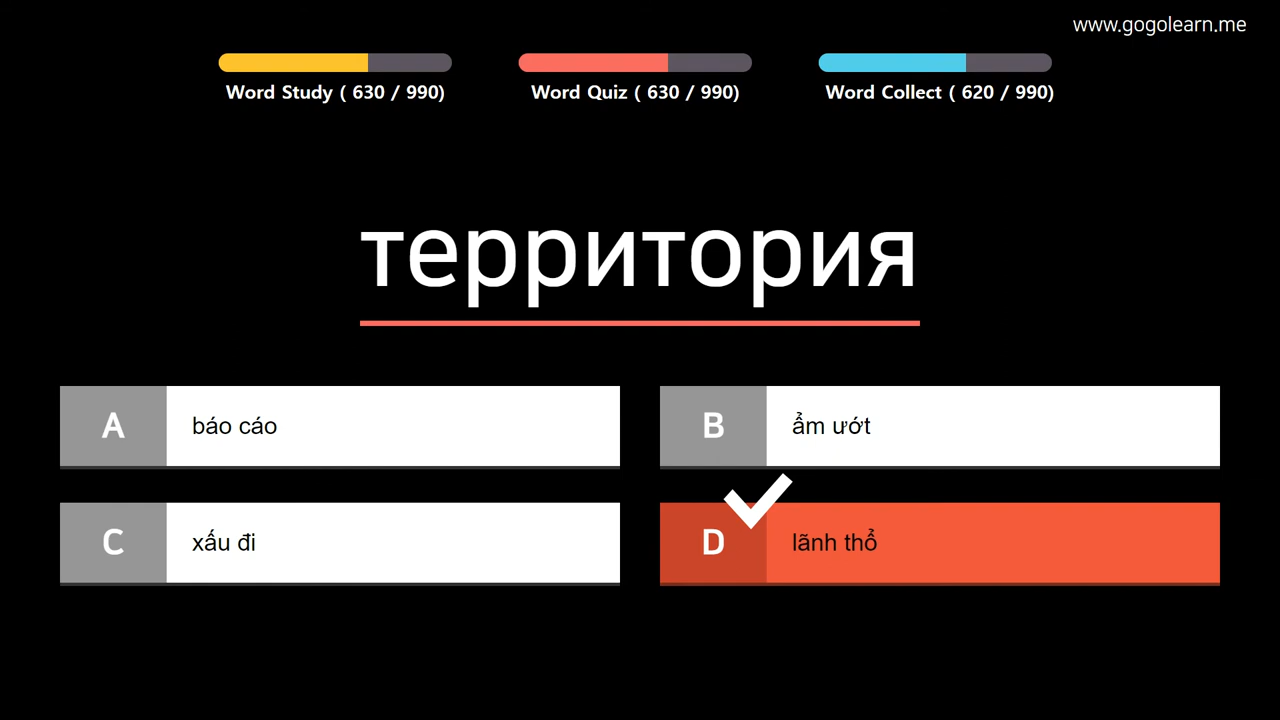 www.gogolearn.me
Word Study ( 630 / 990)
Word Quiz ( 630 / 990)
Word Collect ( 620 / 990)
территория
A báo cáo
B ẩm ướt
C xấu đi
D lãnh thổ